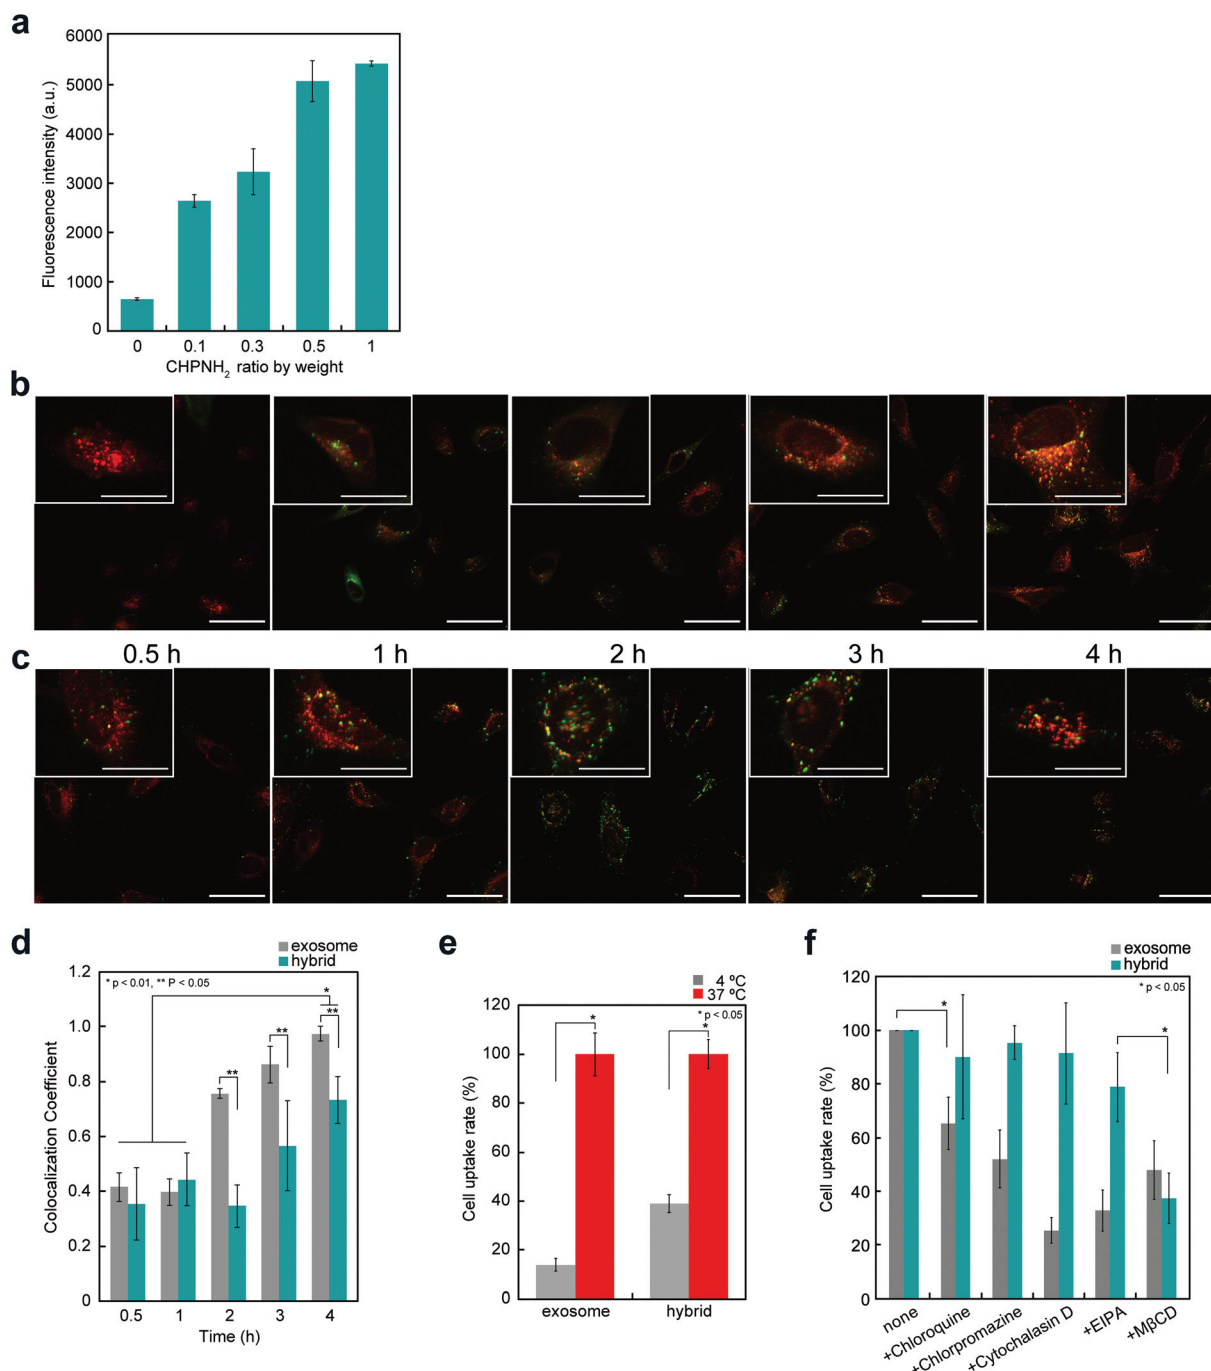 a
6000
5000
4000
3000
2000
1000
0
Fluorescence intensity (a.u.)
0 0.1 0.3 0.5 1
CHPNH2 ratio by weight
b
c
0.5 h 1 h 2 h 3 h 4 h
d
exosome
hybrid
* p < 0.01, ** P < 0.05
1.2
1.0
0.8
0.6
0.4
0.2
0
Colocalization Coefficient
*
**
**
**
0.5 1 2 3 4
Time (h)
e
4 ºC
37 ºC
* p < 0.05
120
100
80
60
40
20
0
Cell uptake rate (%)
*
*
exosome hybrid
f
exosome
hybrid
* p < 0.05
120
100
80
60
40
20
0
Cell uptake rate (%)
*
*
none
+Chloroquine
+Chlorpromazine
+Cytochalasin D
+EIPA
+MβCD